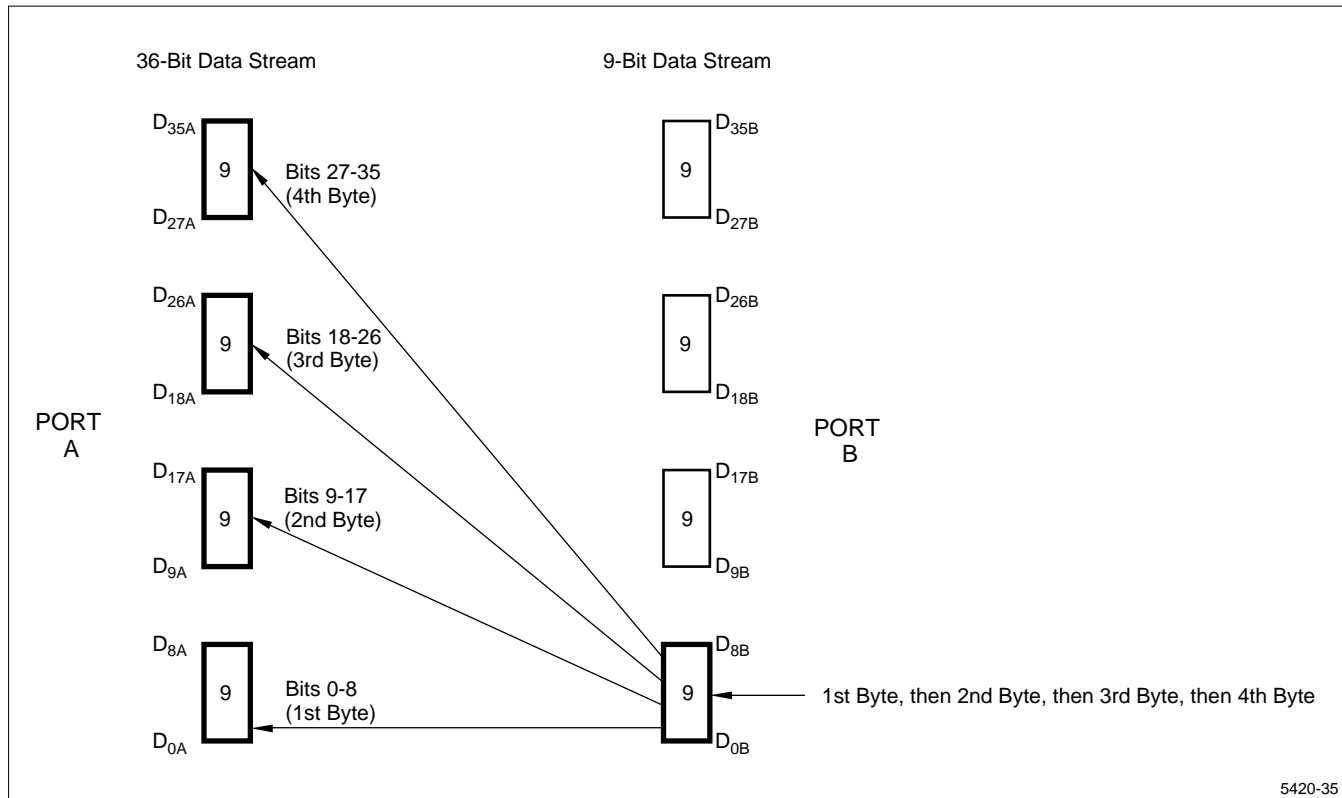 36-Bit Data Stream
9-Bit Data Stream
D35A
9
D27A
Bits 27-35
(4th Byte)
D35B
9
D27B
D26A
9
D18A
Bits 18-26
(3rd Byte)
D26B
9
D18B
PORT
A
PORT
B
D17A
9
D9A
Bits 9-17
(2nd Byte)
D17B
9
D9B
D8A
9
D0A
Bits 0-8
(1st Byte)
D8B
9
D0B
1st Byte, then 2nd Byte, then 3rd Byte, then 4th Byte
5420-35